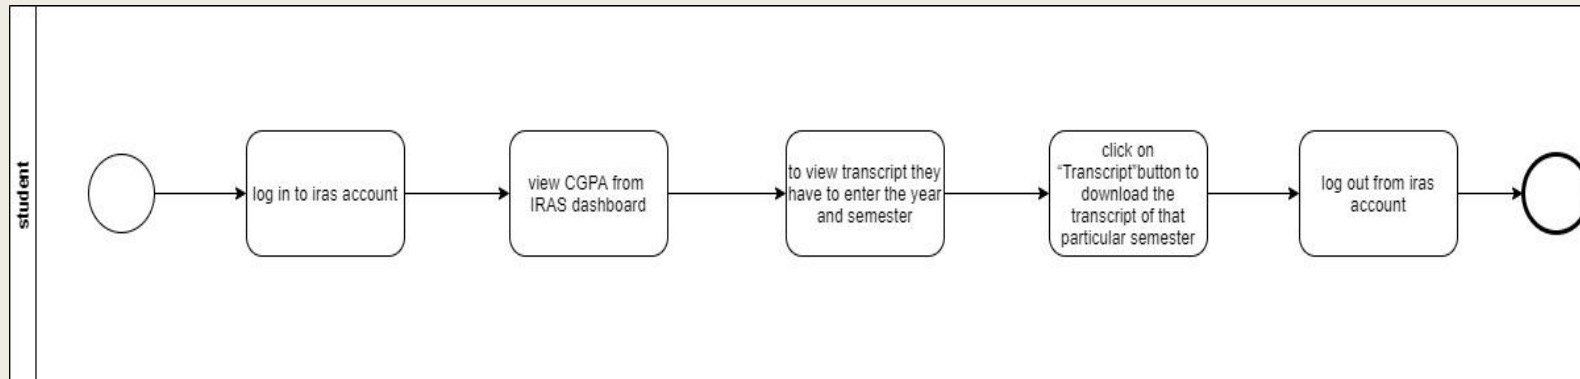 student
log in to iras account
view CGPA from
IRAS dashboard
to view transcript they
have to enter the year
and semester
click on
“Transcript”button to
download the
transcript of that
particular semester
log out from iras
account